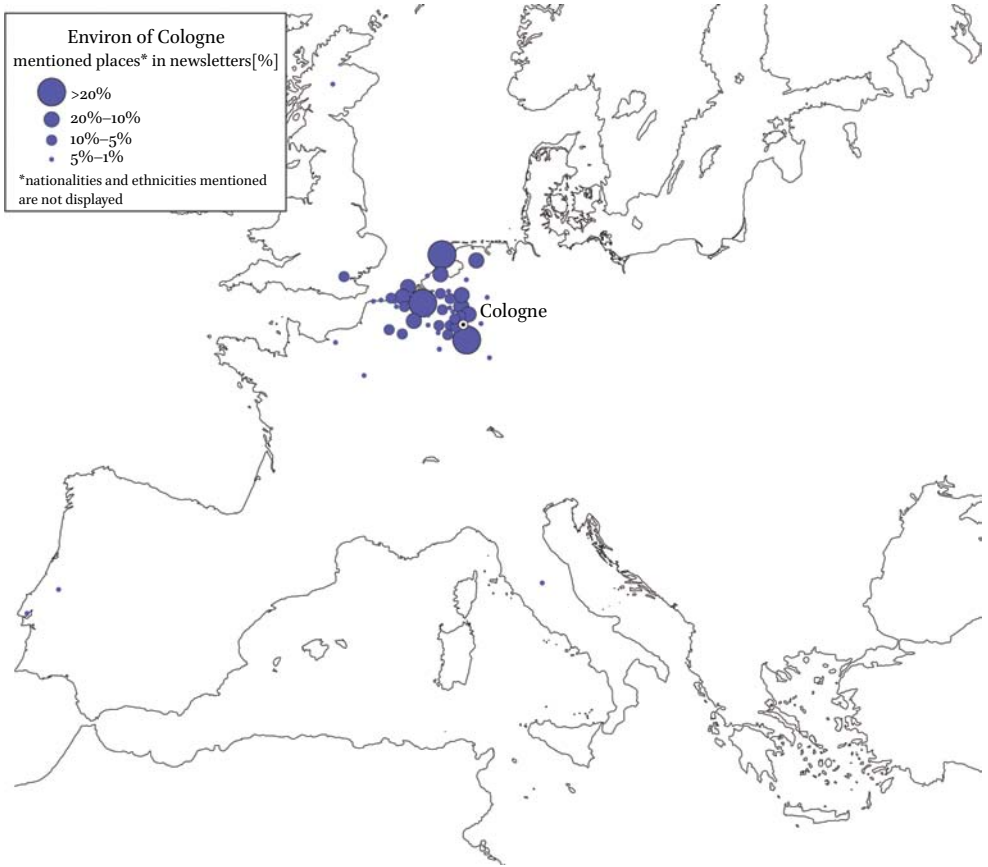 Environ of Cologne
mentioned places* in newsletters[%]
>20%
20%–10%
10%–5%
5%–1%
*nationalities and ethnicities mentioned
are not displayed
Cologne